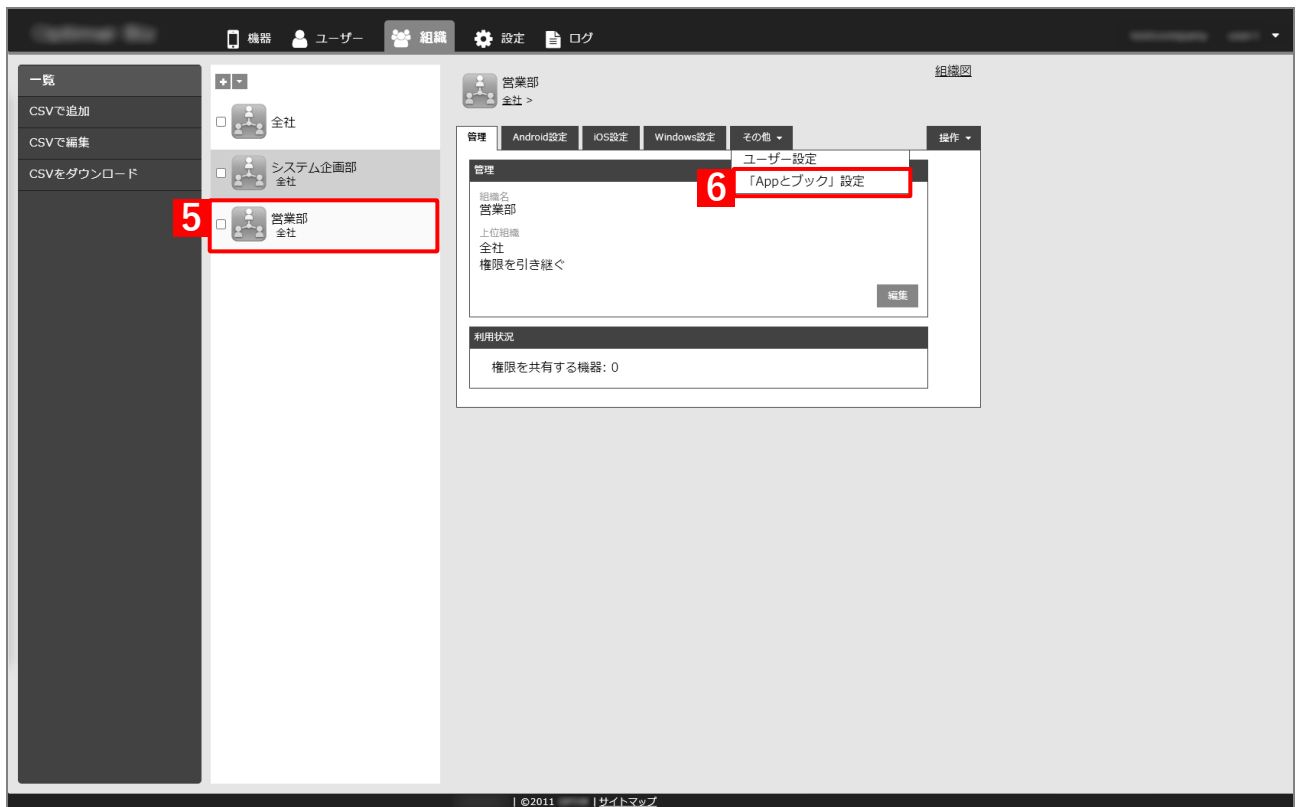 機器 ユーザー 組織 設定 ログ
一覧
CSVで追加
CSVで編集
CSVをダウンロード
+ -
全社
システム企画部
全社
5
営業部
全社
営業部
全社 >
組織図
管理 Android設定 iOS設定 Windows設定 その他 操作
ユーザー設定
6
「Appとブック」設定
管理
組織名
営業部
上位組織
全社
権限を引き継ぐ
編集
利用状況
権限を共有する機器: 0
| ©2011 | サイトマップ